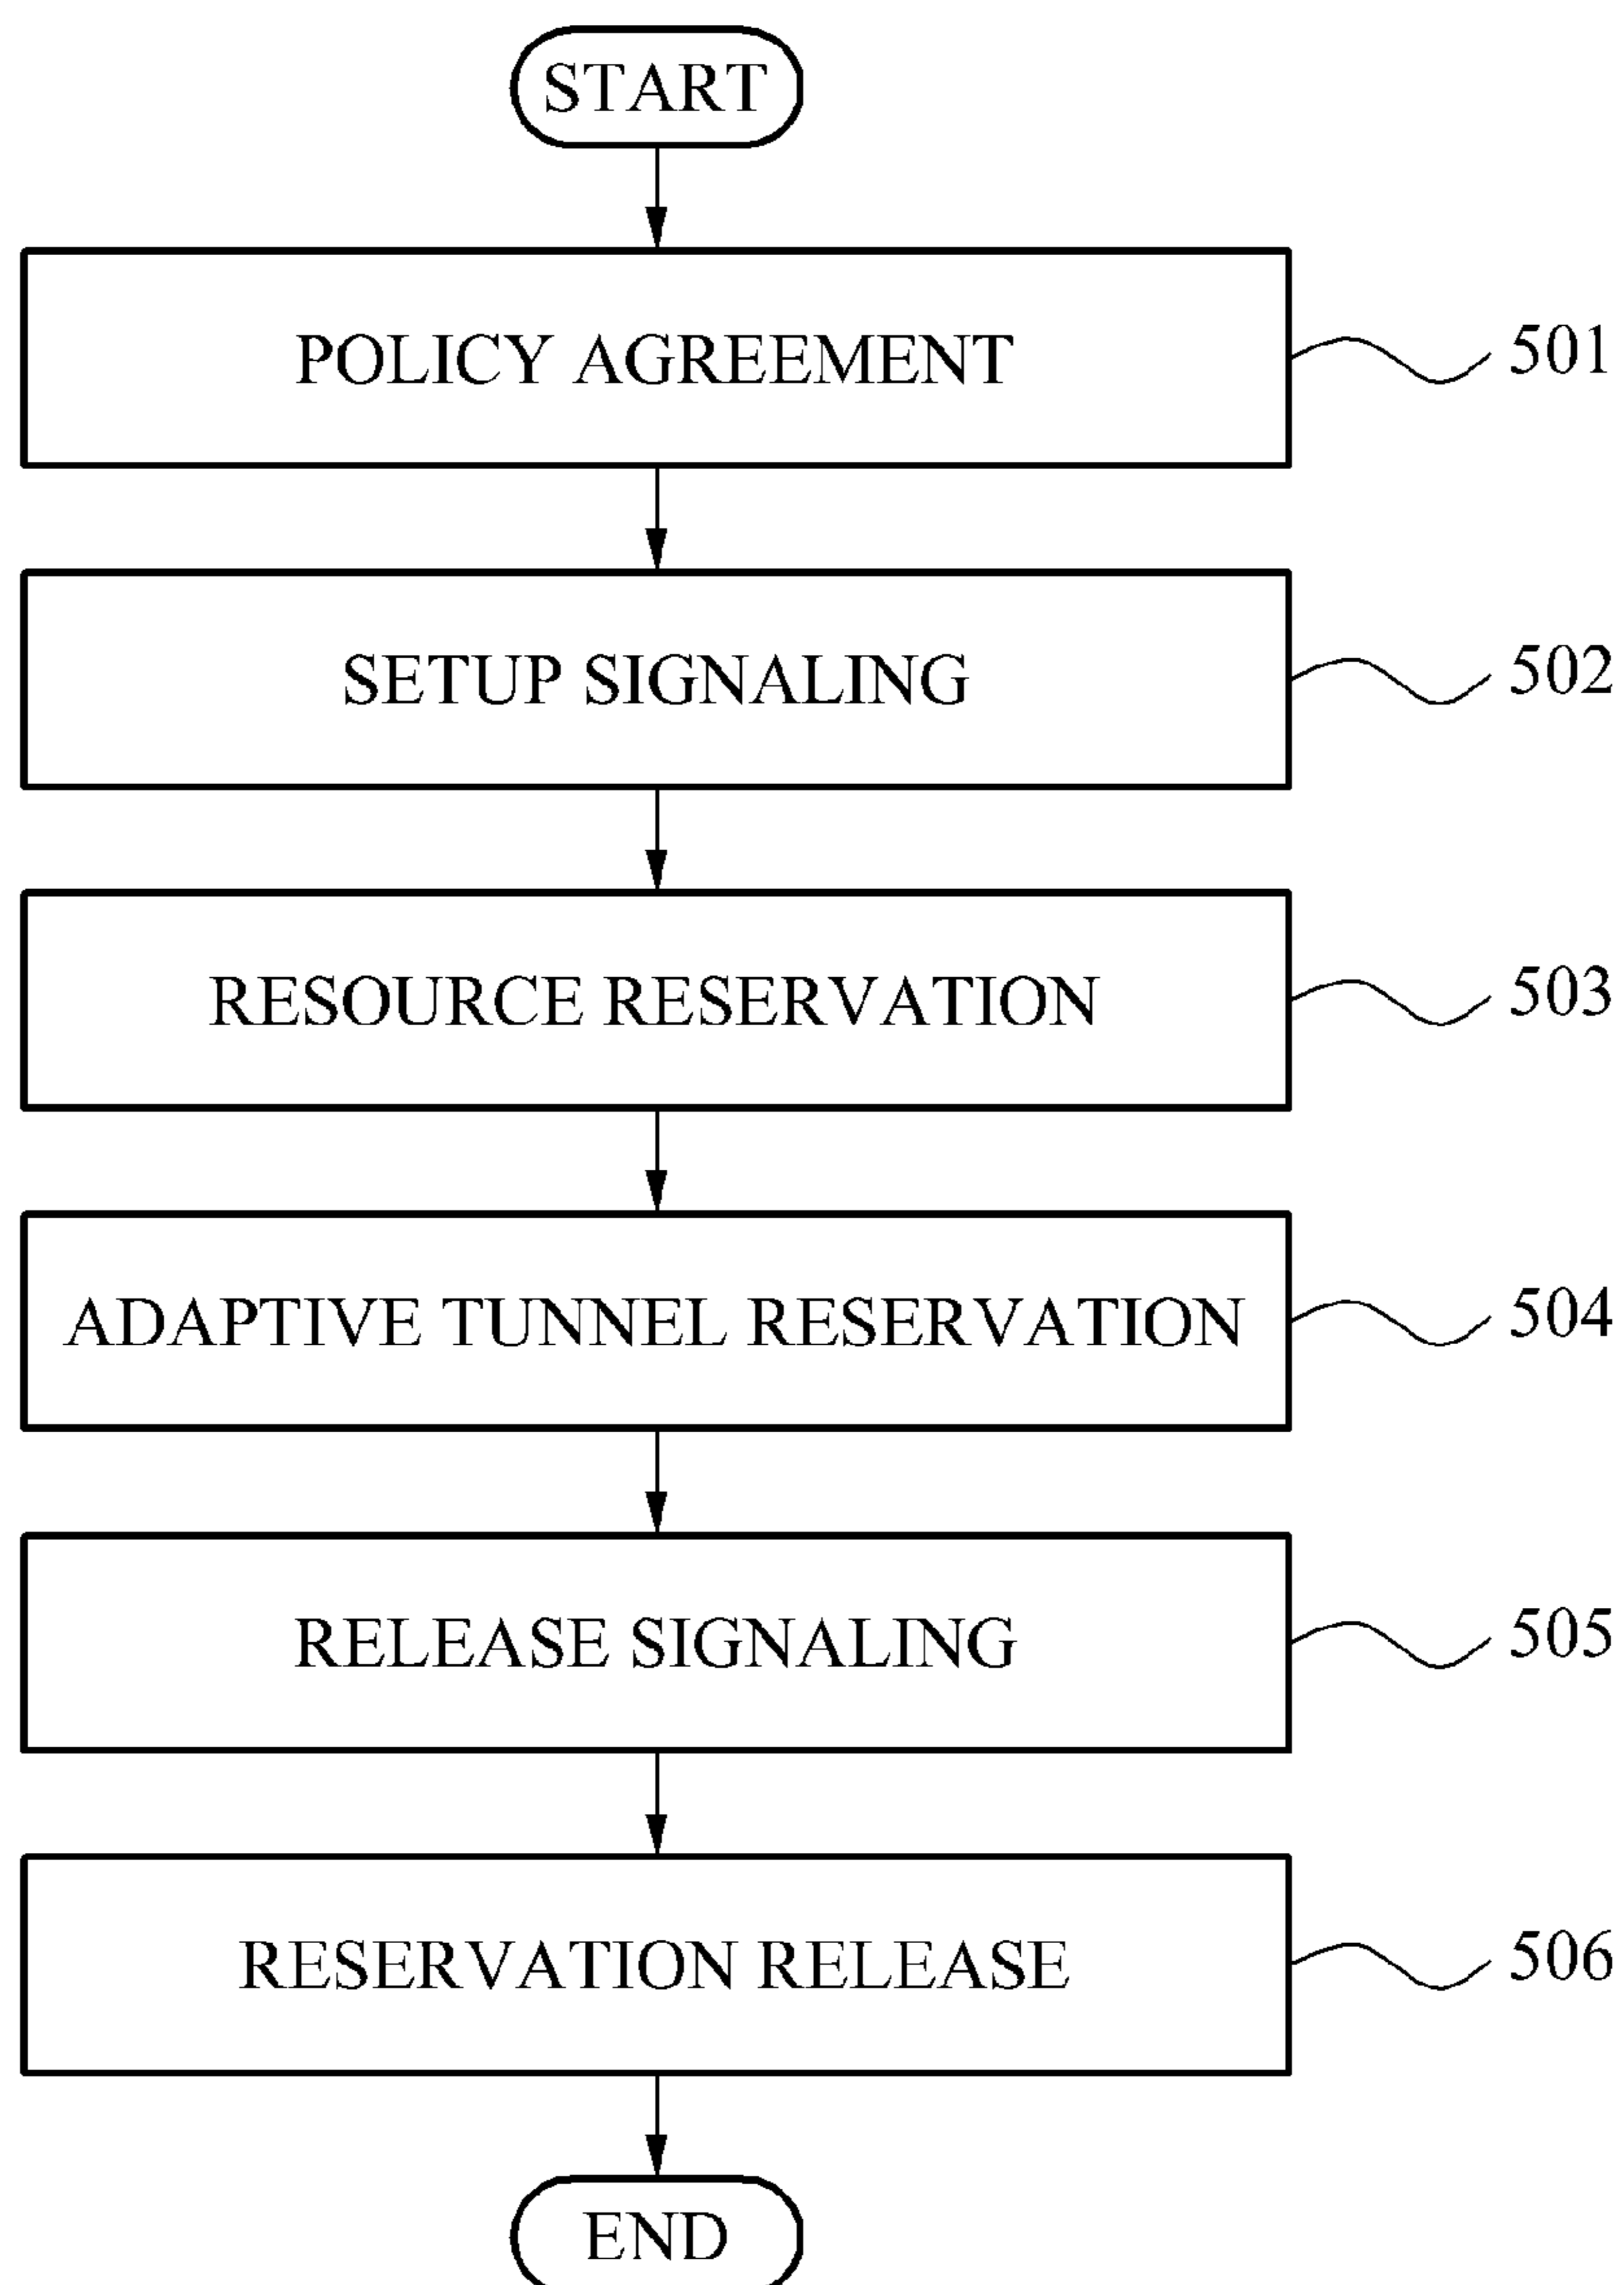 START
POLICY AGREEMENT 501
SETUP SIGNALING 502
RESOURCE RESERVATION 503
ADAPTIVE TUNNEL RESERVATION 504
RELEASE SIGNALING 505
RESERVATION RELEASE 506
END